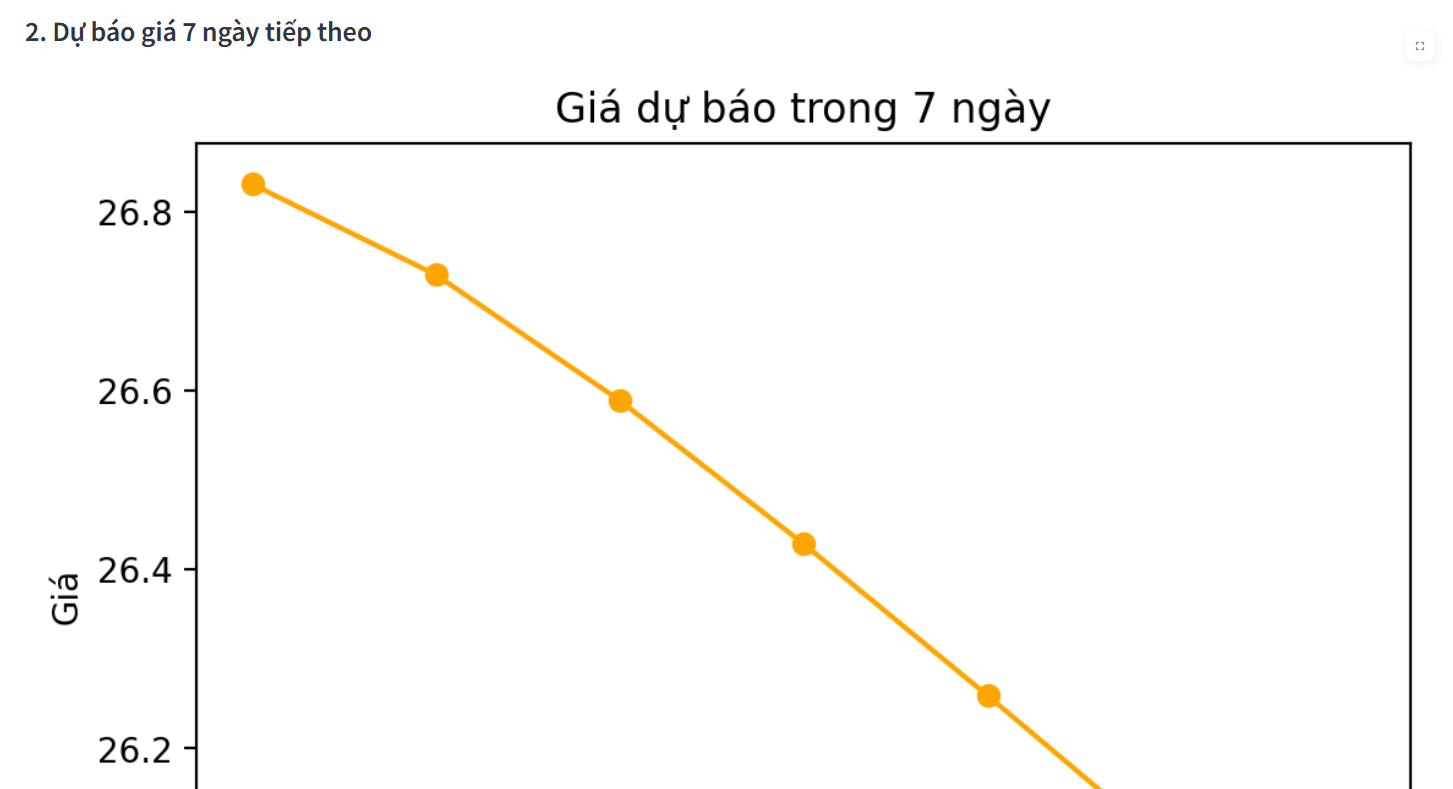 2. Dự báo giá 7 ngày tiếp theo
Giá dự báo trong 7 ngày
26.8
26.6
26.4
26.2
Giá